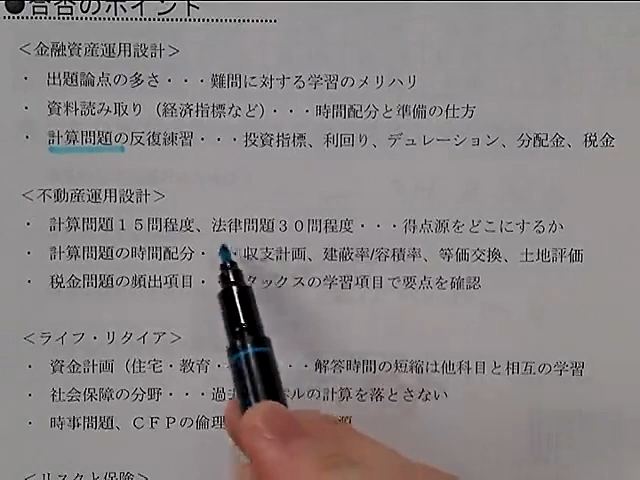 ●合否のポイント
＜金融資産運用設計＞
・ 出題論点の多さ・・・難問に対する学習のメリハリ
・ 資料読み取り（経済指標など）・・・時間配分と準備の仕方
・ 計算問題の反復練習・・・投資指標、利回り、デュレーション、分配金、税金
＜不動産運用設計＞
・ 計算問題１５問程度、法律問題３０問程度・・・得点源をどこにするか
・ 計算問題の時間配分・ 収支計画、建蔽率/容積率、等価交換、土地評価
・ 税金問題の頻出項目・ タックスの学習項目で要点を確認
＜ライフ・リタイア＞
・ 資金計画（住宅・教育・ ・・解答時間の短縮は他科目と相互の学習
・ 社会保障の分野・・・過 ルの計算を落とさない
・ 時事問題、ＣＦＰの倫理 源
＜リスクと保険＞